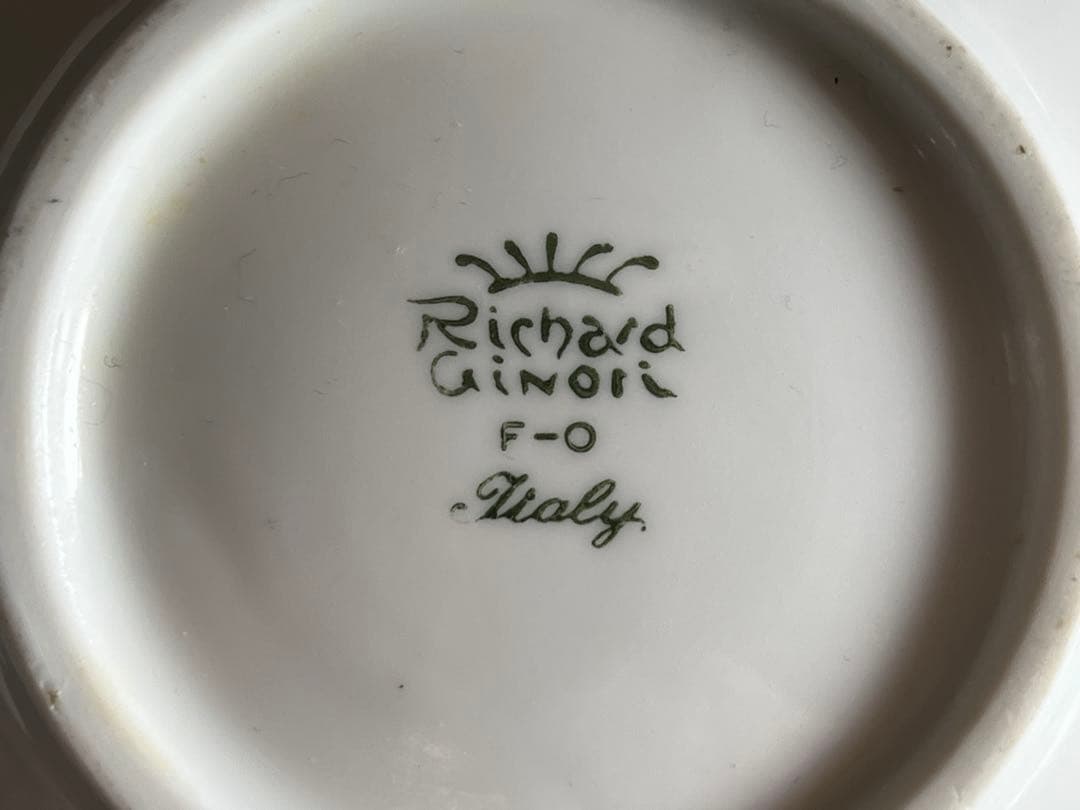 Richard
GiNori
F-O
Italy.